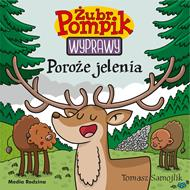 Żubr
Pompik
WYPRAWY
Poroże jelenia
Tomasz Samojlik
Media Rodzina